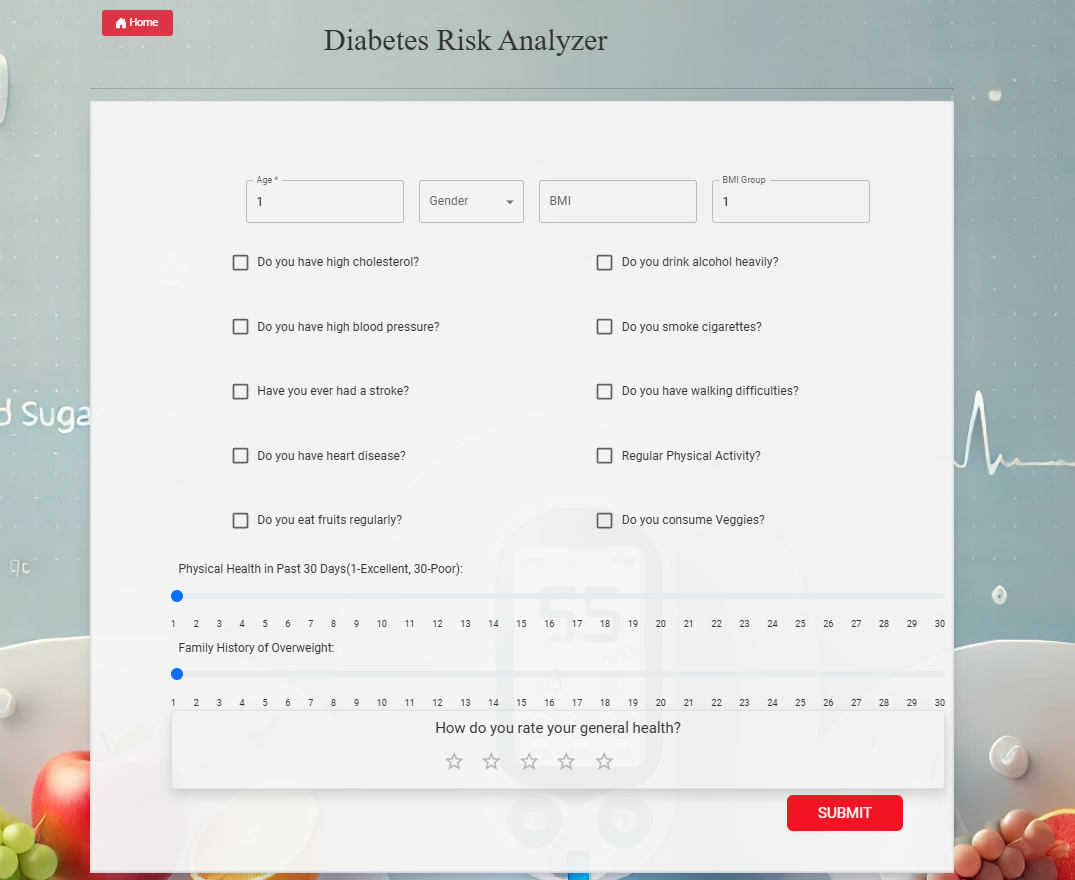 Home
Diabetes Risk Analyzer
Age *
1
Gender
BMI
BMI Group
1
Do you have high cholesterol?
Do you drink alcohol heavily?
Do you have high blood pressure?
Do you smoke cigarettes?
Have you ever had a stroke?
Do you have walking difficulties?
Do you have heart disease?
Regular Physical Activity?
Do you eat fruits regularly?
Do you consume Veggies?
Physical Health in Past 30 Days(1-Excellent, 30-Poor):
1 2 3 4 5 6 7 8 9 10 11 12 13 14 15 16 17 18 19 20 21 22 23 24 25 26 27 28 29 30
Family History of Overweight:
1 2 3 4 5 6 7 8 9 10 11 12 13 14 15 16 17 18 19 20 21 22 23 24 25 26 27 28 29 30
How do you rate your general health?
SUBMIT
d Suga
55